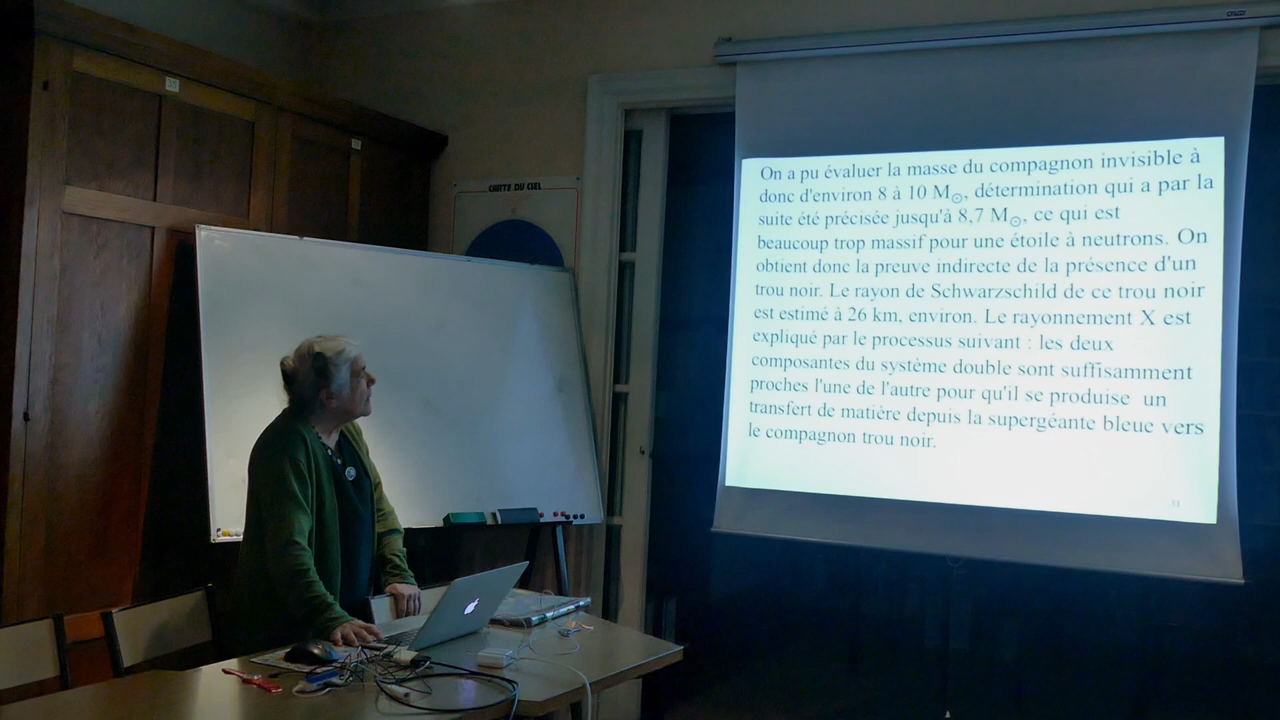 30
CARTE DU CIEL
On a pu évaluer la masse du compagnon invisible à
donc d'environ 8 à 10 M☉, détermination qui a par la
suite été précisée jusqu'à 8,7 M☉, ce qui est
beaucoup trop massif pour une étoile à neutrons. On
obtient donc la preuve indirecte de la présence d'un
trou noir. Le rayon de Schwarzschild de ce trou noir
est estimé à 26 km, environ. Le rayonnement X est
expliqué par le processus suivant : les deux
composantes du système double sont suffisamment
proches l'une de l'autre pour qu'il se produise un
transfert de matiére depuis la supergéante bleue vers
le compagnon trou noir.